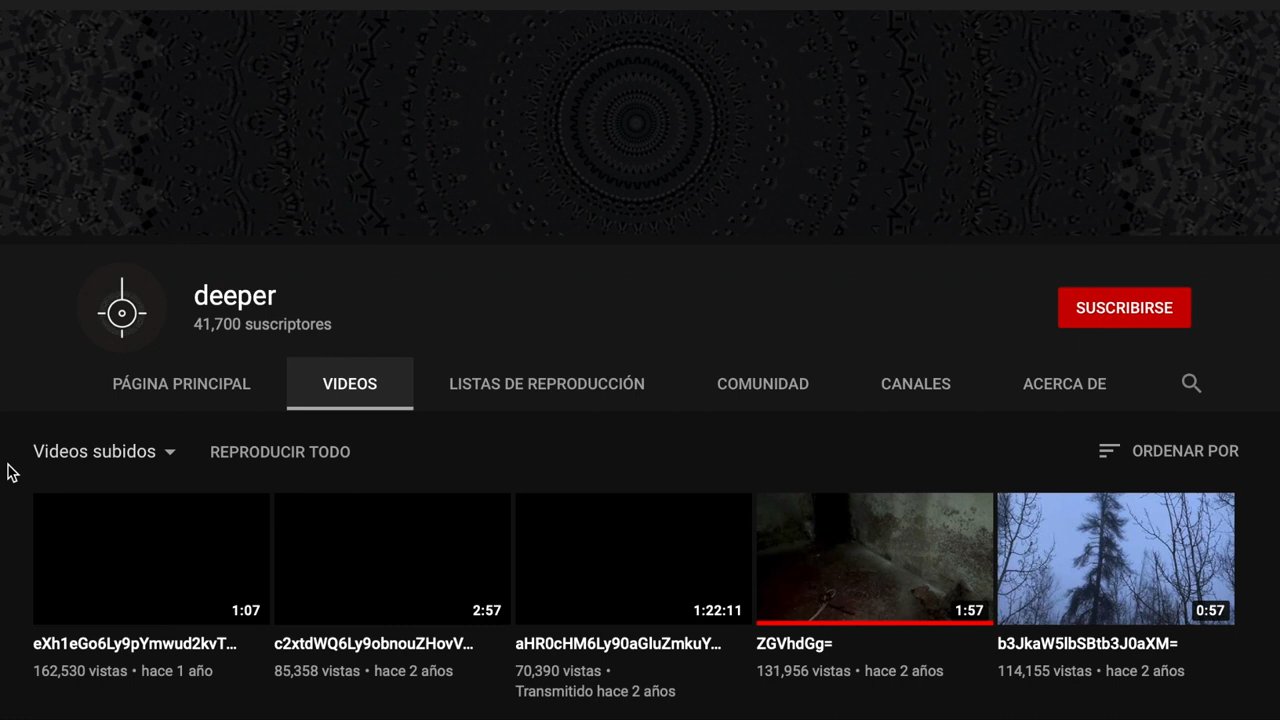 deeper
41,700 suscriptores
SUSCRIBIRSE
PÁGINA PRINCIPAL
VIDEOS
LISTAS DE REPRODUCCIÓN
COMUNIDAD
CANALES
ACERCA DE
Videos subidos
REPRODUCIR TODO
ORDENAR POR
1:07
2:57
1:22:11
1:57
0:57
eXh1eGo6Ly9pYmwud2kvT...
c2xtdWQ6Ly9obnouZHovV...
aHR0cHM6Ly90aGluZmkuY...
ZGVhdGg=
b3JkaW5lbSBtb3J0aXM=
162,530 vistas • hace 1 año
85,358 vistas • hace 2 años
70,390 vistas •
Transmitido hace 2 años
131,956 vistas • hace 2 años
114,155 vistas • hace 2 años